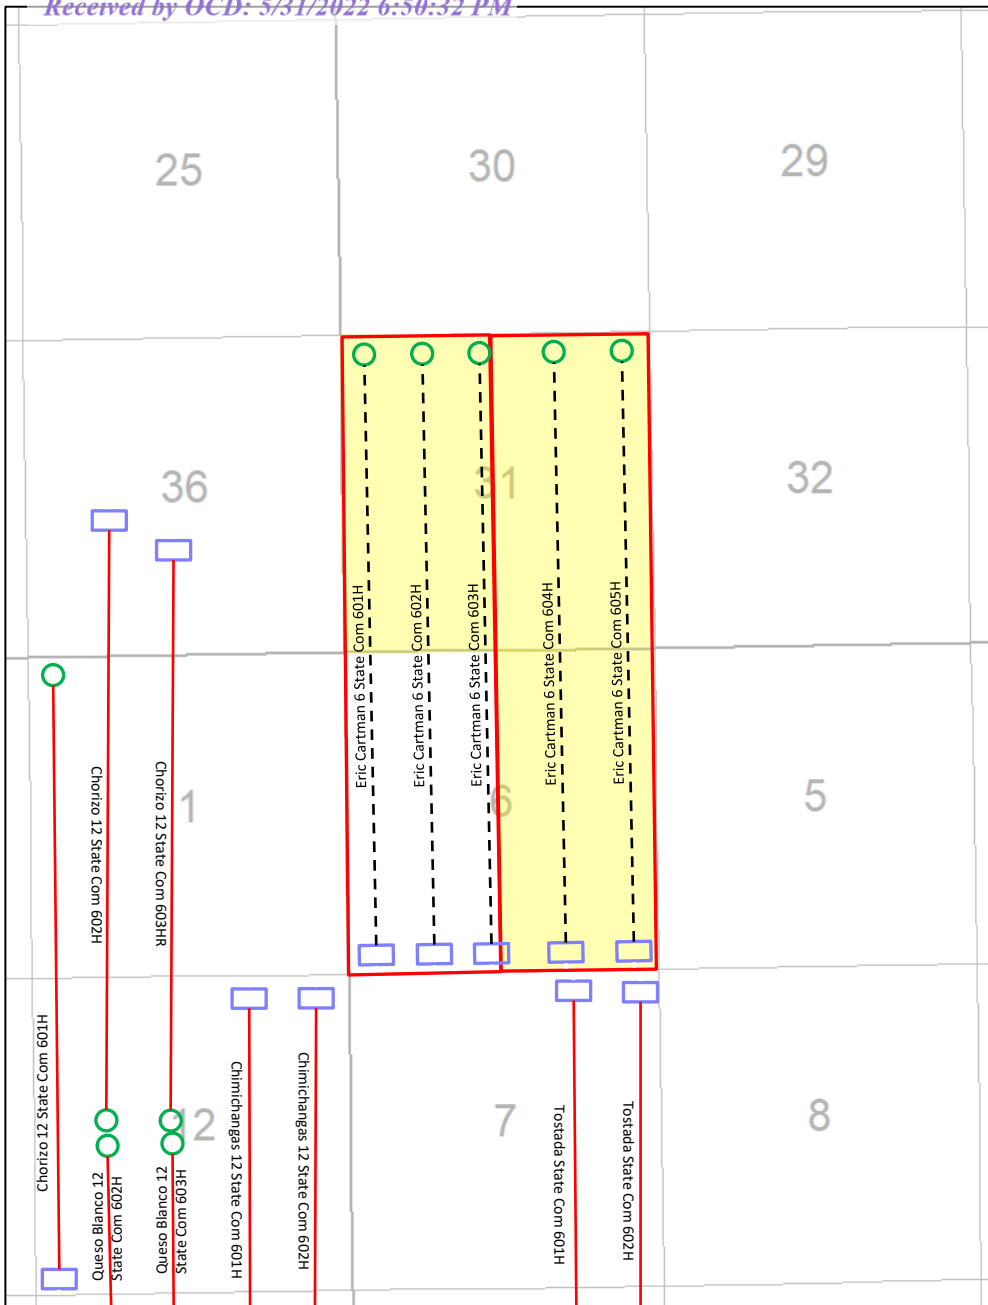 Received by OCD: 5/31/2022 6:50:32 PM
25
30
29
36
31
32
Eric Cartman 6 State Com 601H
Eric Cartman 6 State Com 602H
Eric Cartman 6 State Com 603H
Eric Cartman 6 State Com 604H
Eric Cartman 6 State Com 605H
1
6
5
Chorizo 12 State Com 602H
Chorizo 12 State Com 603HR
Chorizo 12 State Com 601H
12
7
8
Queso Blanco 12
State Com 602H
Queso Blanco 12
State Com 603H
Chimichangas 12 State Com 601H
Chimichangas 12 State Com 602H
Tostada State Com 601H
Tostada State Com 602H